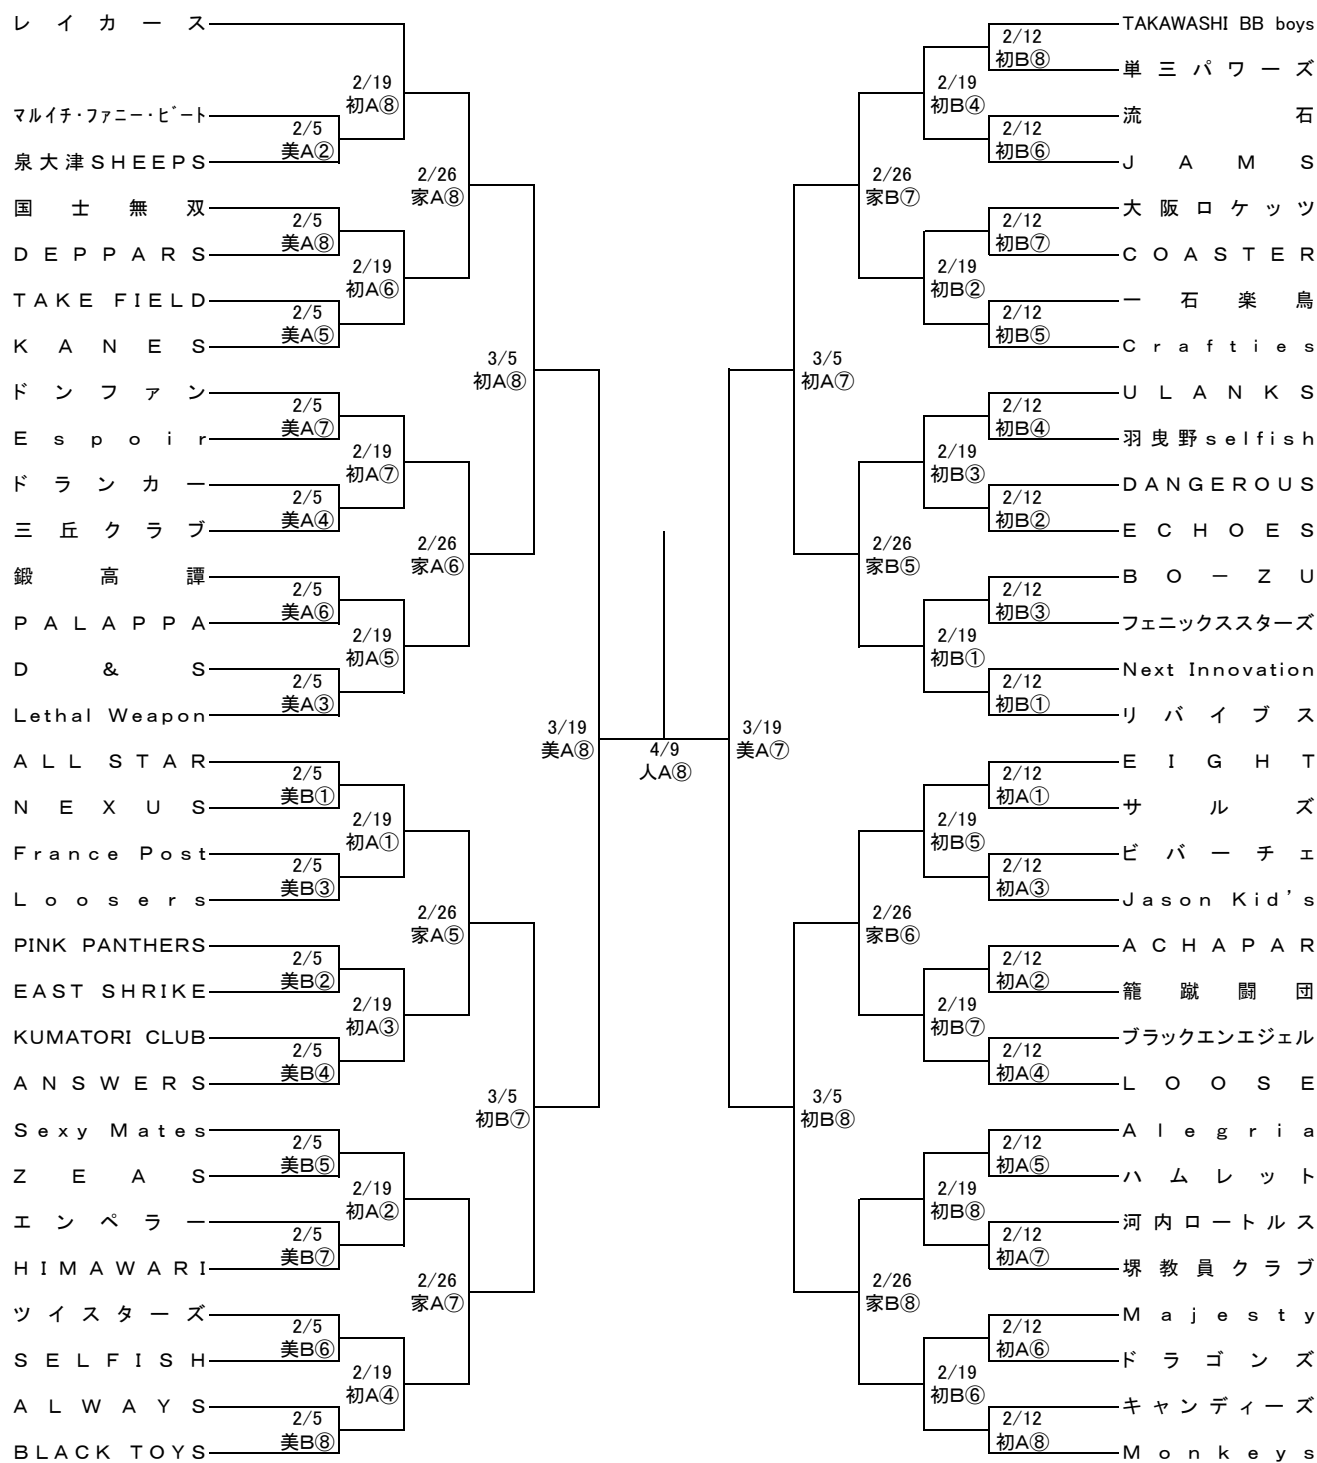 レイカース
2/19
初A⑧
マルイチ・ファニー・ビート
2/5
美A②
泉大津SHEEPS
2/26
家A⑧
国士無双
2/5
美A⑧
DEPPARS
2/19
初A⑥
TAKE FIELD
2/5
美A⑤
KANES
3/5
初A⑧
ドンファン
2/5
美A⑦
Espoir
2/19
初A⑦
ドランカー
2/5
美A④
三丘クラブ
2/26
家A⑥
鍛高譚
2/5
美A⑥
PALAPPA
2/19
初A⑤
D&S
2/5
美A③
Lethal Weapon
3/19
美A⑧
ALL STAR
2/5
美B①
NEXUS
2/19
初A①
France Post
2/5
美B③
Loosers
2/26
家A⑤
PINK PANTHERS
2/5
美B②
EAST SHRIKE
2/19
初A③
KUMATORI CLUB
2/5
美B④
ANSWERS
3/5
初B⑦
Sexy Mates
2/5
美B⑤
ZEAS
2/19
初A②
エンペラー
2/5
美B⑦
HIMAWARI
2/26
家A⑦
ツイスターズ
2/5
美B⑥
SELFISH
2/19
初A④
ALWAYS
2/5
美B⑧
BLACK TOYS
4/9
人A⑧
TAKAWASHI BB boys
2/12
初B⑧
単三パワーズ
2/19
初B④
流石
2/12
初B⑥
JAMS
2/26
家B⑦
大阪ロケッツ
2/12
初B⑦
COASTER
2/19
初B②
一石楽鳥
2/12
初B⑤
Crafties
3/5
初A⑦
ULANKS
2/12
初B④
羽曳野selfish
2/19
初B③
DANGEROUS
2/12
初B②
ECHOES
2/26
家B⑤
BO－ZU
2/12
初B③
フェニックススターズ
2/19
初B①
Next Innovation
2/12
初B①
リバイブス
3/19
美A⑦
EIGHT
2/12
初A①
サルズ
2/19
初B⑤
ビバーチェ
2/12
初A③
Jason Kid's
2/26
家B⑥
ACHAPAR
2/12
初A②
籠蹴闘団
2/19
初B⑦
ブラックエンエジェル
2/12
初A④
LOOSE
3/5
初B⑧
Alegria
2/12
初A⑤
ハムレット
2/19
初B⑧
河内ロートルス
2/12
初A⑦
堺教員クラブ
2/26
家B⑧
Majesty
2/12
初A⑥
ドラゴンズ
2/19
初B⑥
キャンディーズ
2/12
初A⑧
Monkeys